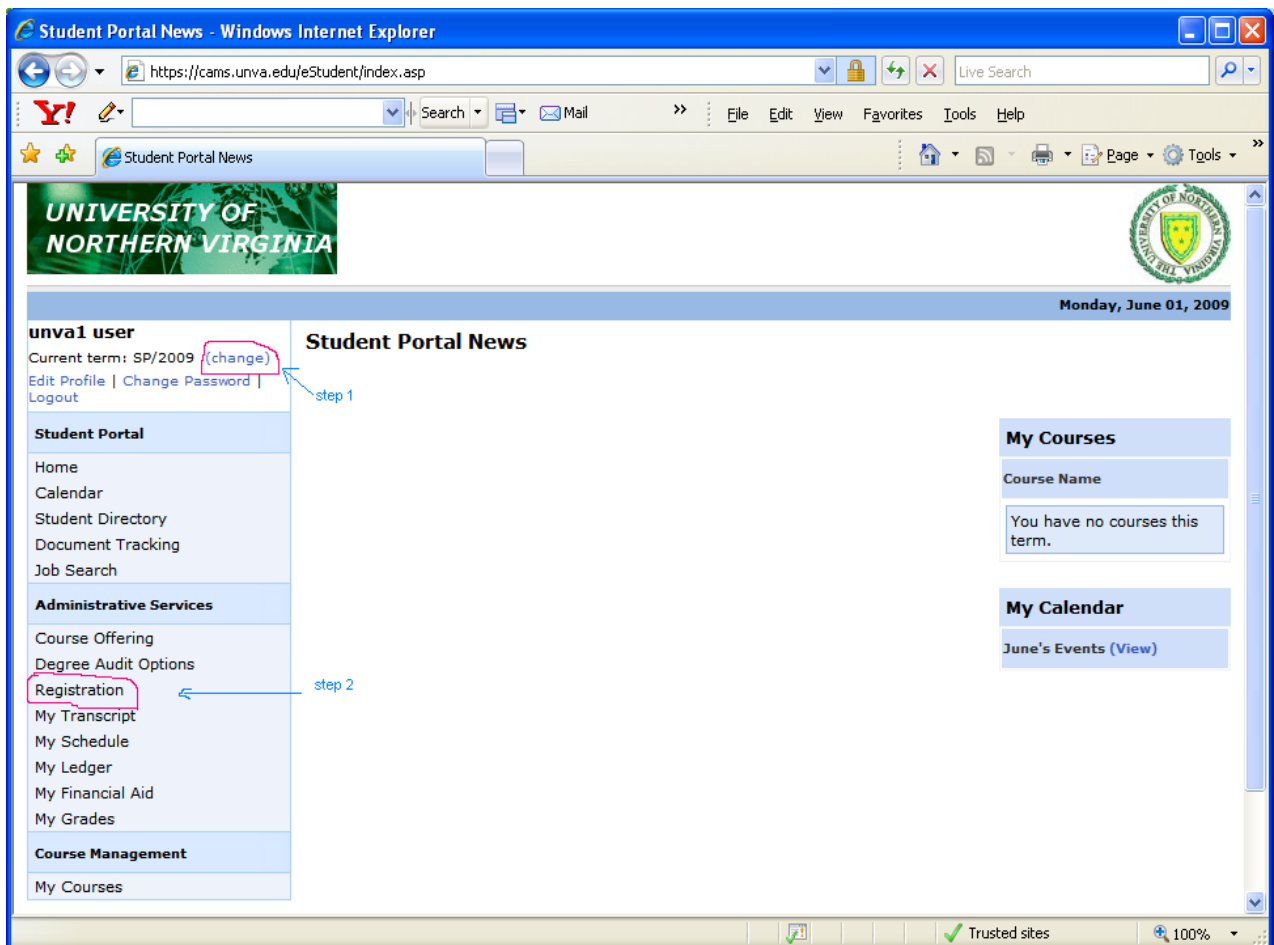 Student Portal News - Windows Internet Explorer
https://cams.unva.edu/eStudent/index.asp
Live Search
Y!
Search
Mail
»
File Edit View Favorites Tools Help
Student Portal News
Page
Tools
»
UNIVERSITY OF
NORTHERN VIRGINIA
THE UNIVERSITY OF NORTHERN VIRGINIA
Monday, June 01, 2009
unva1 user
Current term: SP/2009 (change)
Edit Profile | Change Password |
Logout
Student Portal News
step 1
Student Portal
Home
Calendar
Student Directory
Document Tracking
Job Search
Administrative Services
Course Offering
Degree Audit Options
Registration
step 2
My Transcript
My Schedule
My Ledger
My Financial Aid
My Grades
Course Management
My Courses
My Courses
Course Name
You have no courses this
term.
My Calendar
June's Events (View)
Trusted sites
100%